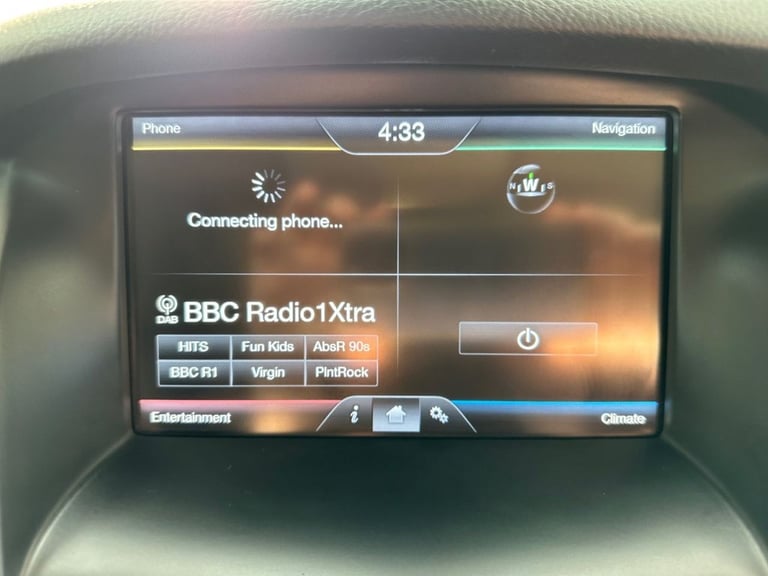 Phone 4:33 Navigation
Connecting phone...
N W S
DAB BBC Radio1Xtra
HITS Fun Kids AbsR 90s
BBC R1 Virgin PlntRock
Entertainment i Climate